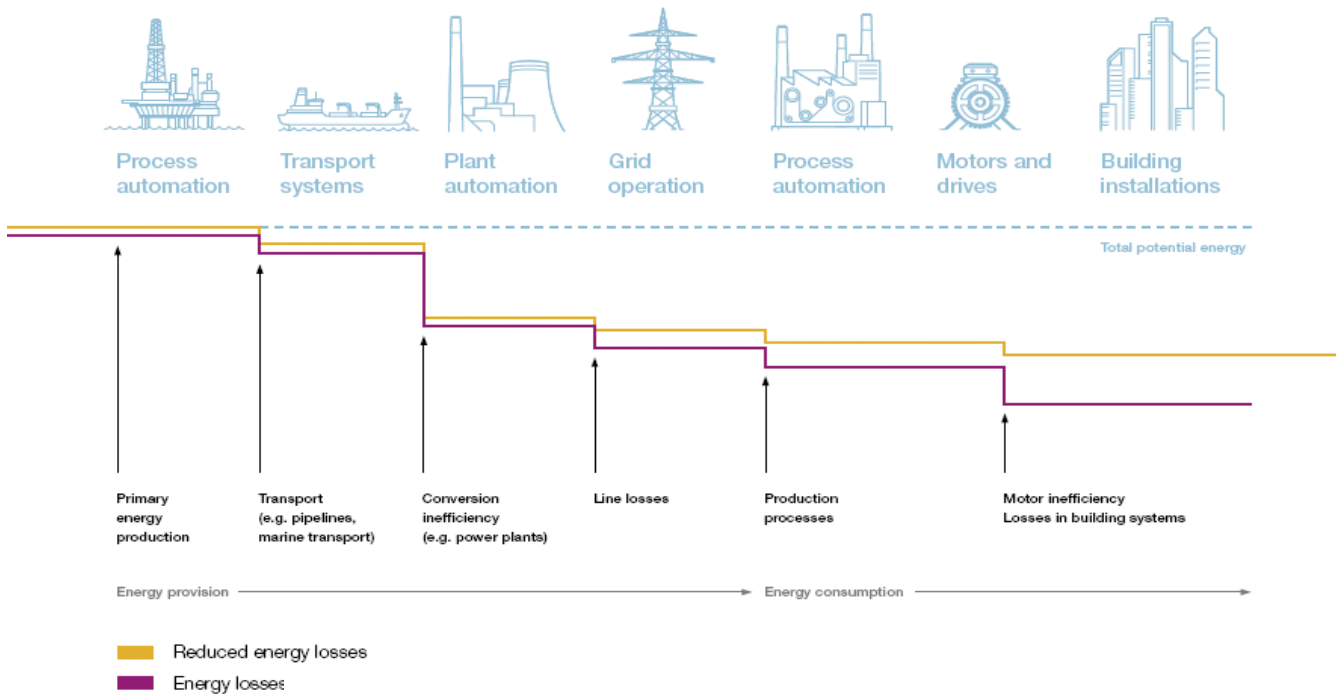 Process
automation
Transport
systems
Plant
automation
Grid
operation
Process
automation
Motors and
drives
Building
installations
Total potential energy
Primary
energy
production
Transport
(e.g. pipelines,
marine transport)
Conversion
inefficiency
(e.g. power plants)
Line losses
Production
processes
Motor inefficiency
Losses in building systems
Energy provision
Energy consumption
Reduced energy losses
Energy losses